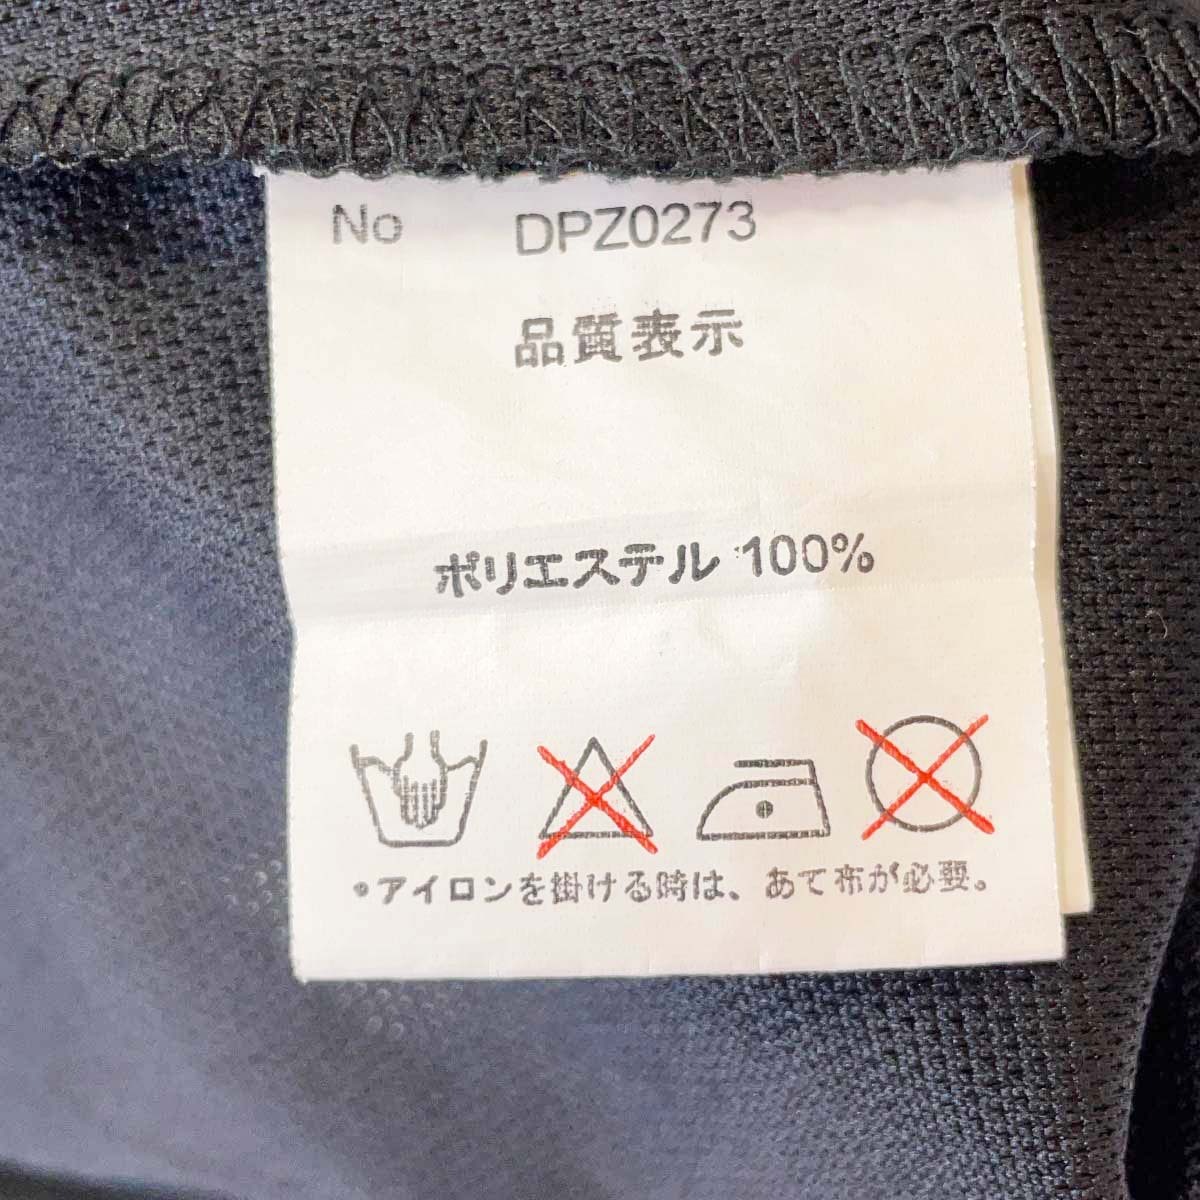 No DPZ0273
品質表示
ポリエステル 100%
•アイロンを掛ける時は、あて布が必要。